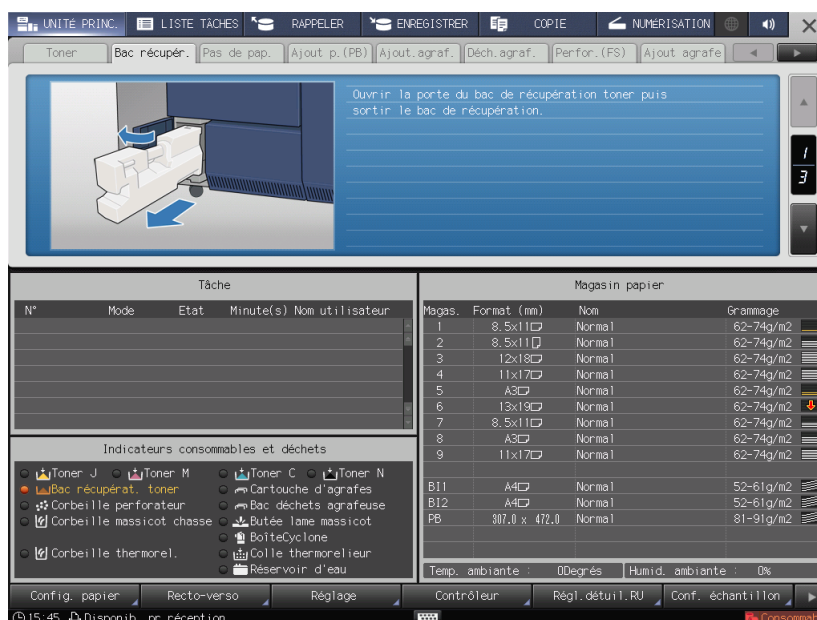 UNITÉ PRINC. LISTE TÂCHES RAPPELER ENREGISTRER COPIE NUMÉRISATION
Toner Bac récupér. Pas de pap. Ajout p.(PB) Ajout.agraf. Déch.agraf. Perfor.(FS) Ajout agrafe
Ouvrir la porte du bac de récupération toner puis
sortir le bac de récupération.
1
3
Tâche
N° Mode Etat Minute(s) Nom utilisateur
Magasin papier
Magas. Format (mm) Nom Grammage
1 8.5x11 Normal 62-74g/m2
2 8.5x11 Normal 62-74g/m2
3 12x18 Normal 62-74g/m2
4 11x17 Normal 62-74g/m2
5 A3 Normal 62-74g/m2
6 13x19 Normal 62-74g/m2
7 8.5x11 Normal 62-74g/m2
8 A3 Normal 62-74g/m2
9 11x17 Normal 62-74g/m2
BI1 A4 Normal 52-61g/m2
BI2 A4 Normal 52-61g/m2
PB 307.0 x 472.0 Normal 81-91g/m2
Temp. ambiante : 0Degrés Humid. ambiante : 0%
Indicateurs consommables et déchets
Toner J Toner M Toner C Toner N
Bac récupérat. toner Cartouche d'agrafes
Corbeille perforateur Bac déchets agrafeuse
Corbeille massicot chasse Butée lame massicot
BoîteCyclone
Corbeille thermorel. Colle thermorelieur
Réservoir d'eau
Config. papier Recto-verso Réglage Contrôleur Régl.détuil.RU Conf. échantillon
15:45 Disponib. pr réception Consommab